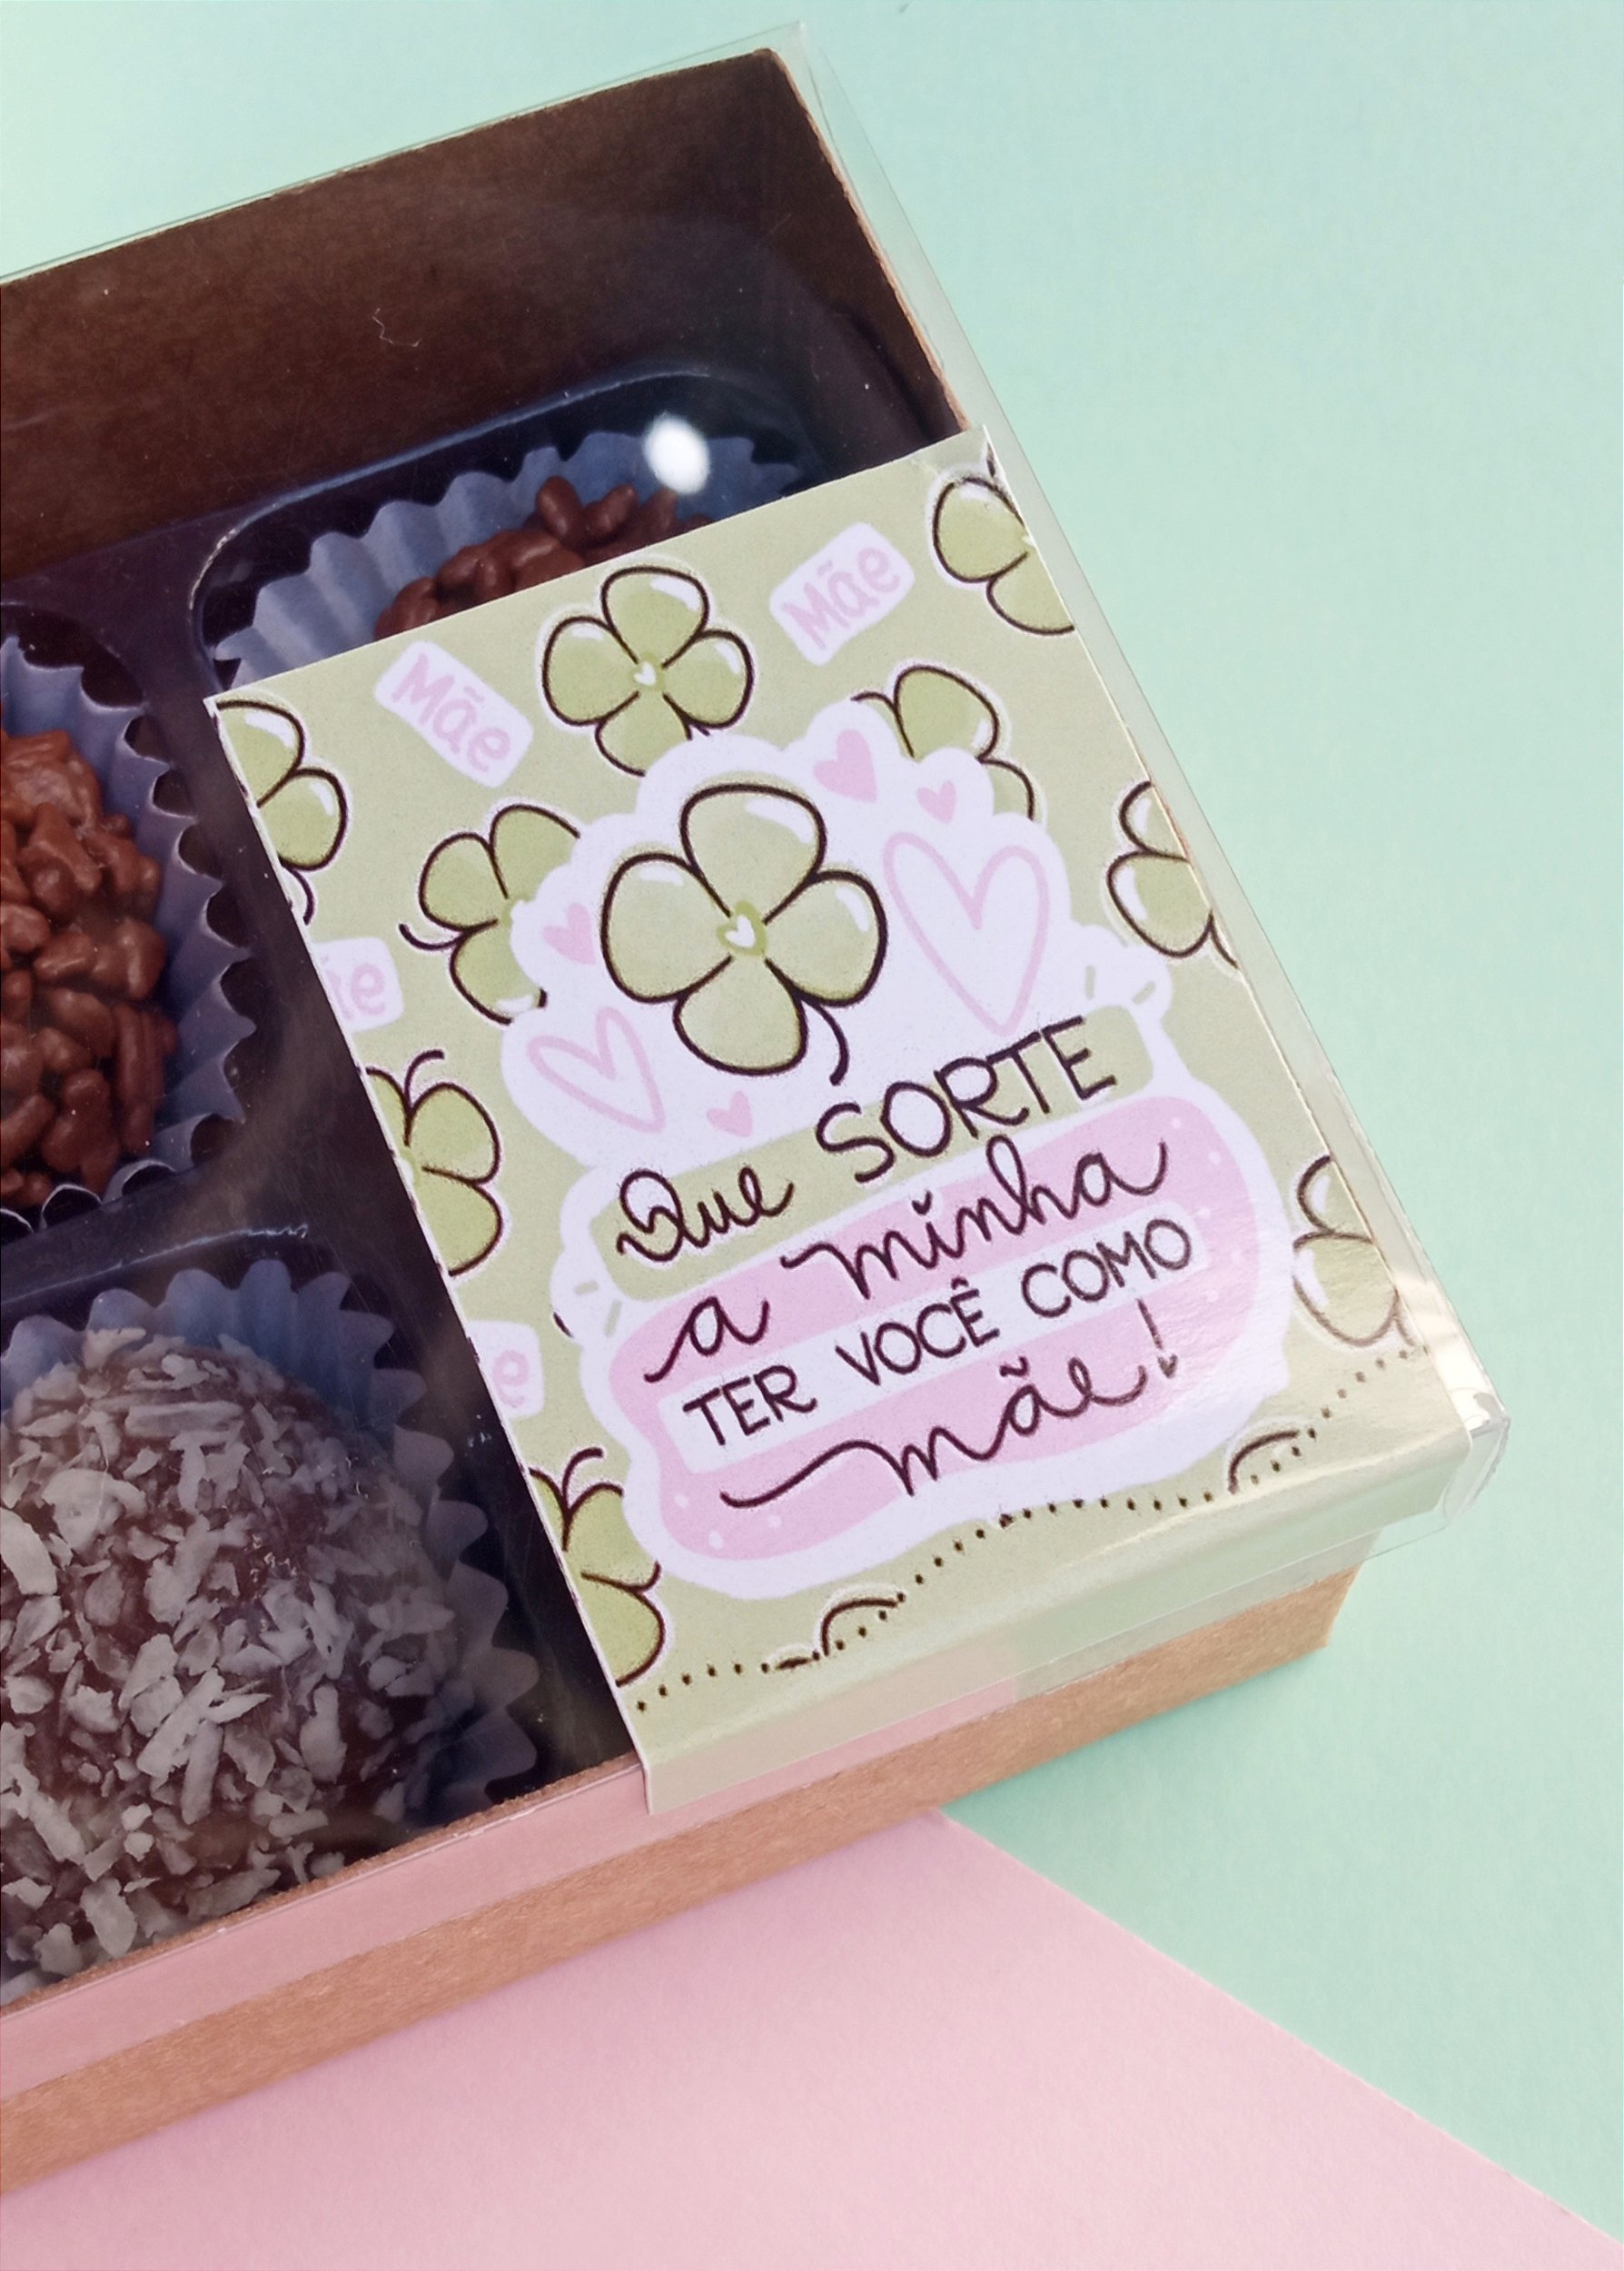 Mãe
Mãe
Que SORTE
a minha
TER VOCÊ COMO
mãe!